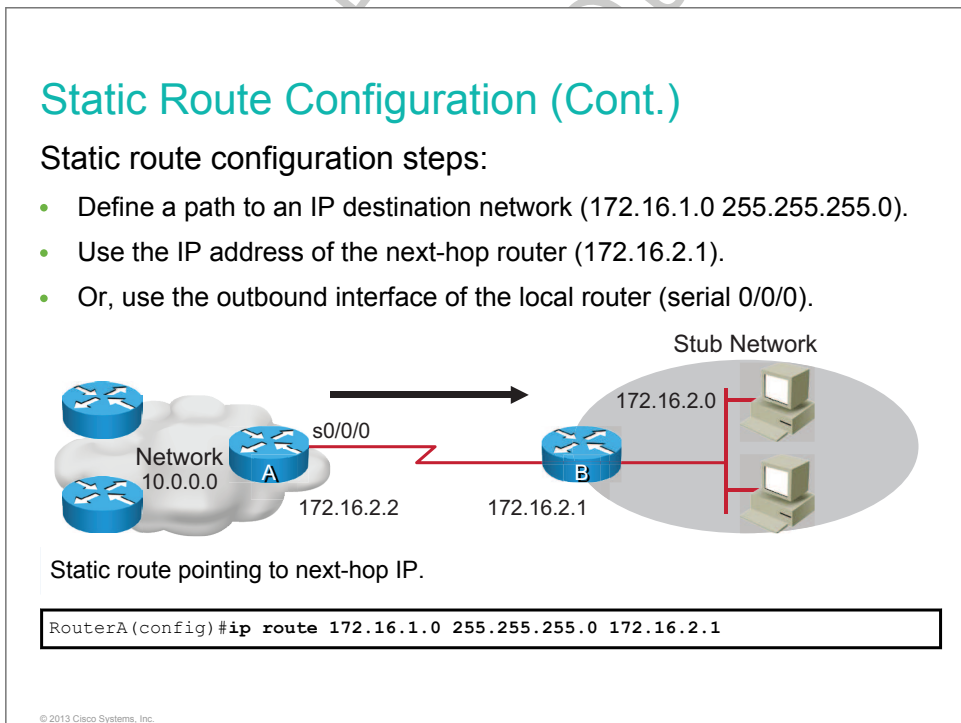 Static Route Configuration (Cont.)
Static route configuration steps:
• Define a path to an IP destination network (172.16.1.0 255.255.255.0).
• Use the IP address of the next-hop router (172.16.2.1).
• Or, use the outbound interface of the local router (serial 0/0/0).
Stub Network
172.16.2.0
s0/0/0
Network
10.0.0.0
A
B
172.16.2.2
172.16.2.1
Static route pointing to next-hop IP.
RouterA(config)#ip route 172.16.1.0 255.255.255.0 172.16.2.1
© 2013 Cisco Systems, Inc.